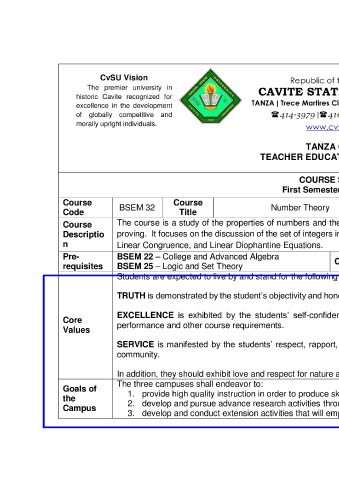 CvSU Vision
The premier university in
historic Cavite recognized for
excellence in the development
of globally competitive and
morally upright individuals.
Republic of t
CAVITE STAT
TANZA | Trece Martires Ci
☎414-3979 |☎41
www.cv
TANZA
TEACHER EDUCAT
COURSE S
First Semeste
Course Code
BSEM 32
Course Title
Number Theory
Course Descriptio n
The course is a study of the properties of numbers and the
proving. It focuses on the discussion of the set of integers i
Linear Congruence, and Linear Diophantine Equations.
Pre-requisites
BSEM 22 – College and Advanced Algebra
BSEM 25 – Logic and Set Theory
C
Core Values
Students are expected to live by and stand for the following
TRUTH is demonstrated by the student's objectivity and hone
EXCELLENCE is exhibited by the students' self-confiden
performance and other course requirements.
SERVICE is manifested by the students' respect, rapport,
community.
In addition, they should exhibit love and respect for nature a
Goals of the Campus
The three campuses shall endeavor to:
1. provide high quality instruction in order to produce sk
2. develop and pursue advance research activities thro
3. develop and conduct extension activities that will emp